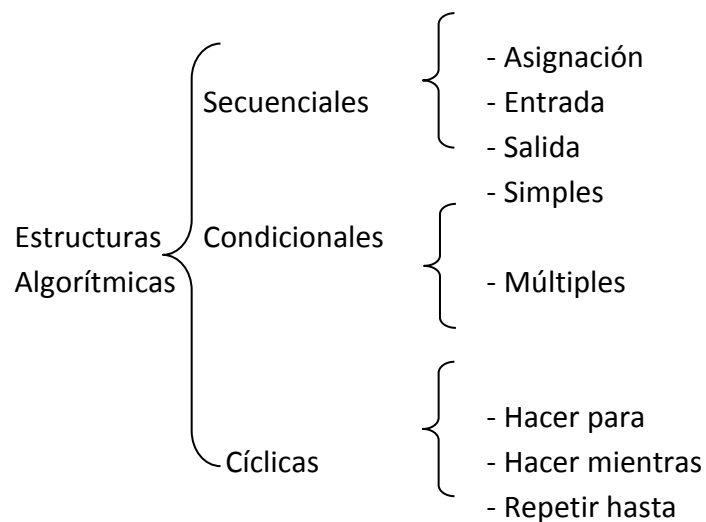 Estructuras
Algorítmicas
Secuenciales
- Asignación
- Entrada
- Salida
Condicionales
- Simples
- Múltiples
Cíclicas
- Hacer para
- Hacer mientras
- Repetir hasta